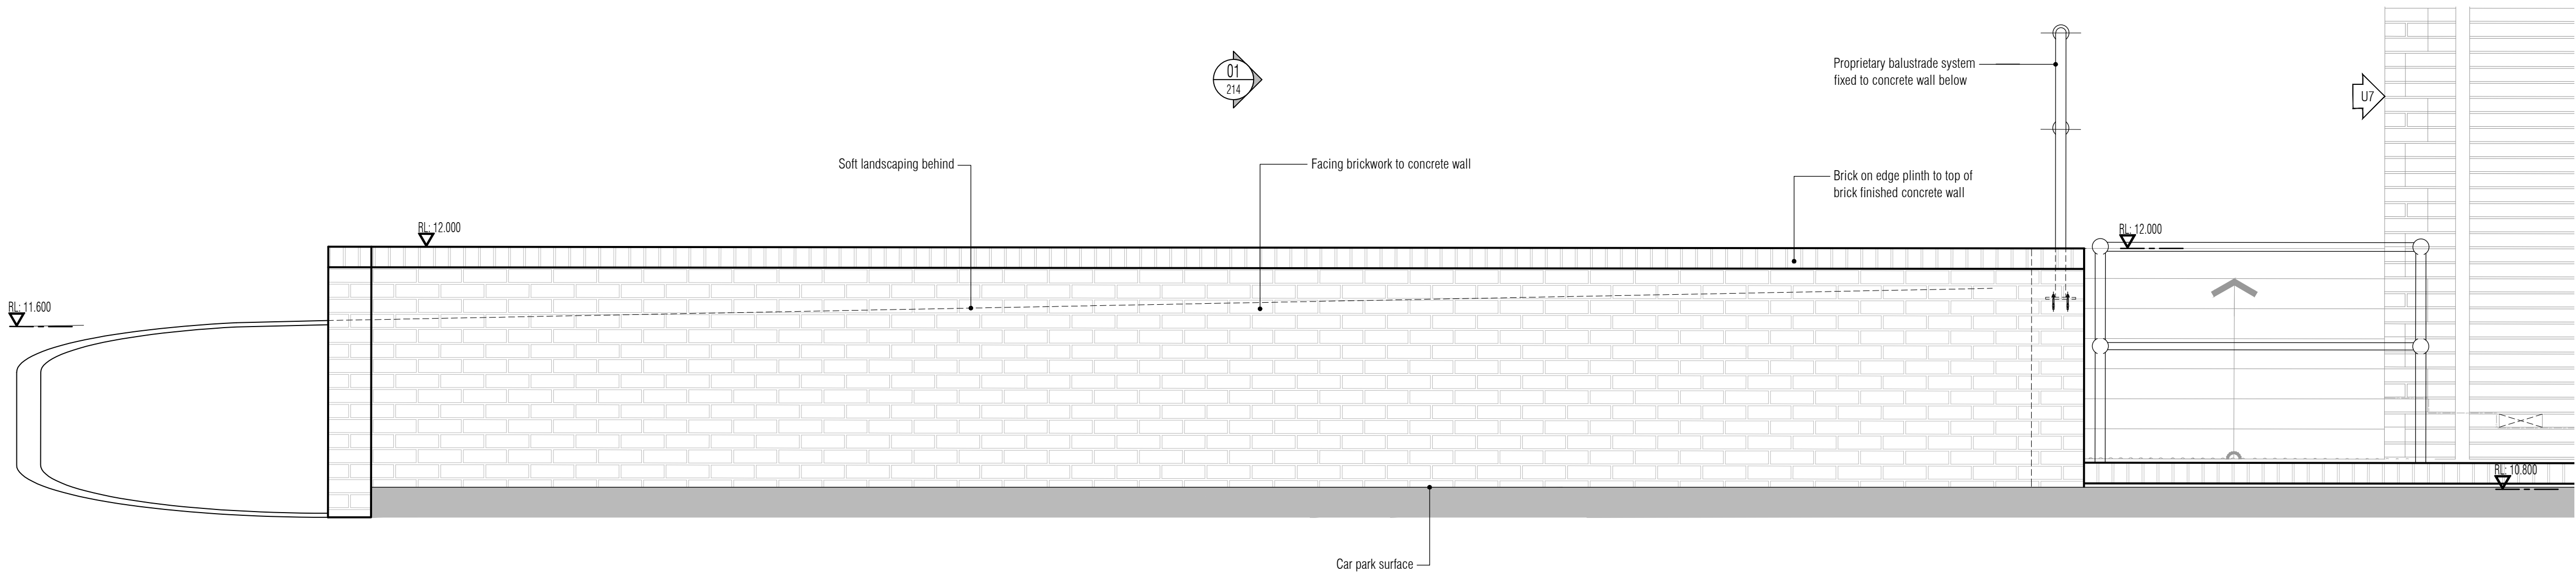 01
214
Proprietary balustrade system
fixed to concrete wall below
U7
Soft landscaping behind
Facing brickwork to concrete wall
Brick on edge plinth to top of
brick finished concrete wall
RL: 12.000
RL: 12.000
RL: 11.600
RL: 10.800
Car park surface